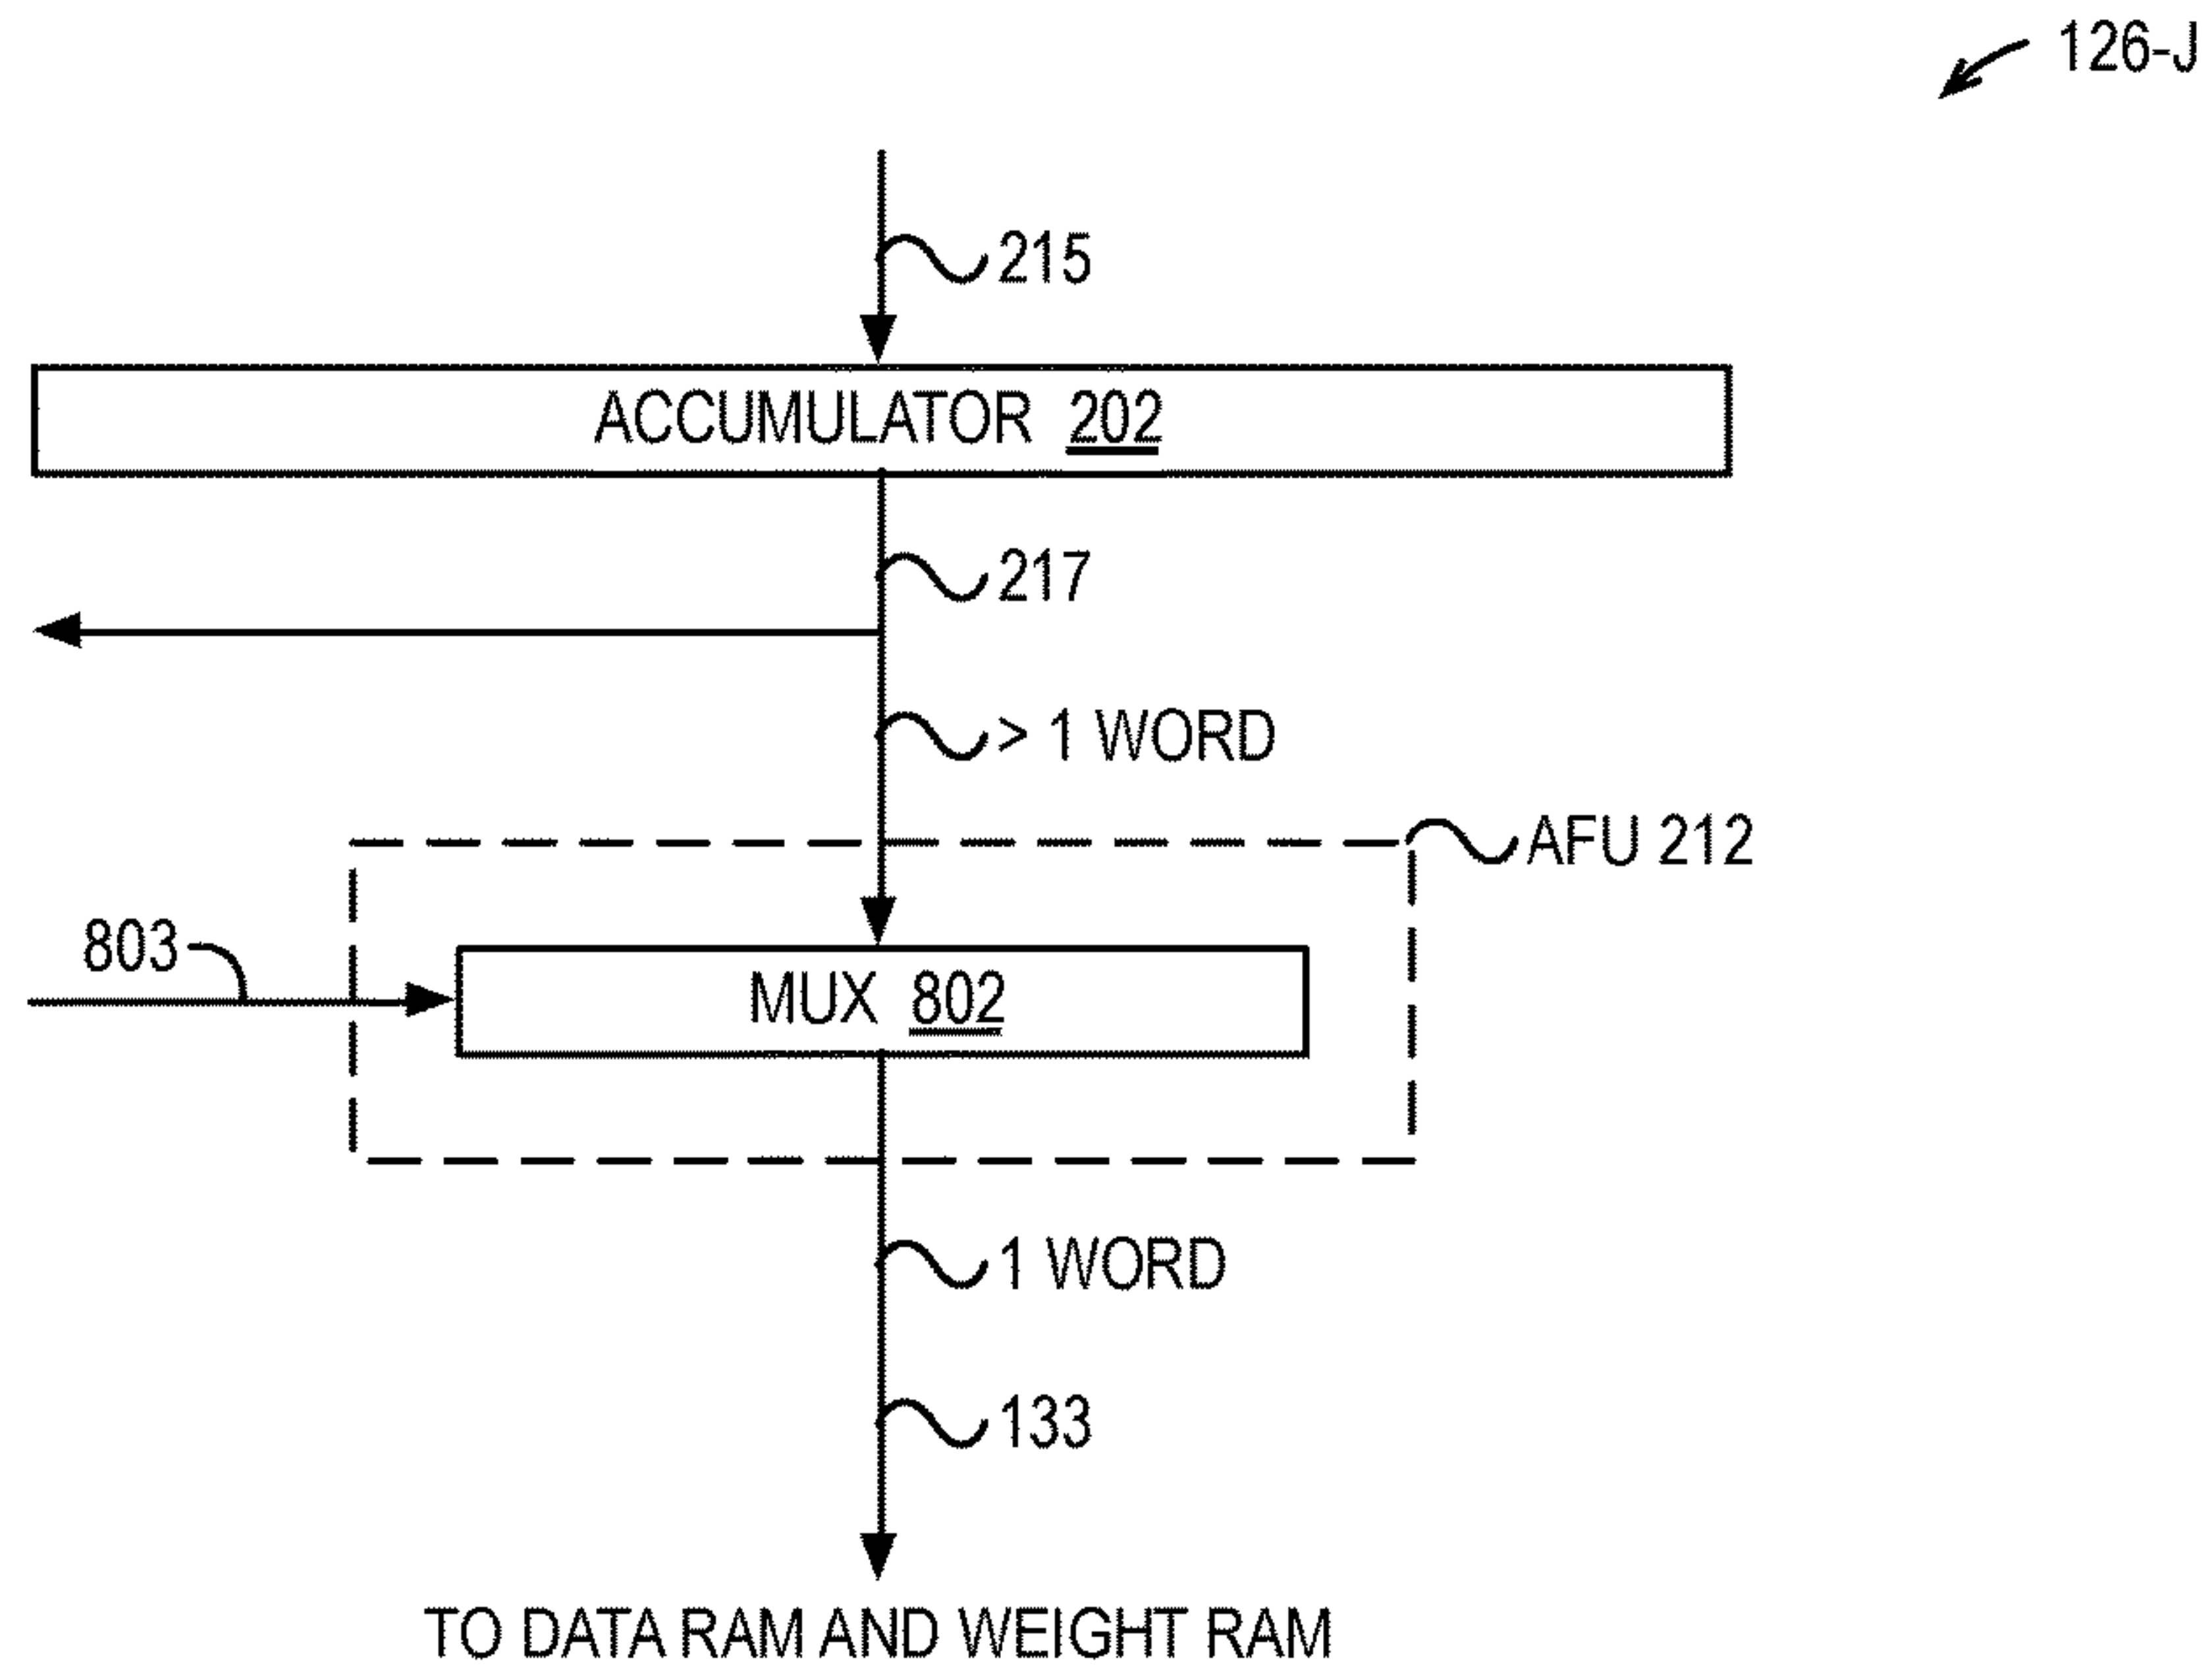 126-J
215
ACCUMULATOR 202
217
> 1 WORD
AFU 212
803
MUX 802
1 WORD
133
TO DATA RAM AND WEIGHT RAM